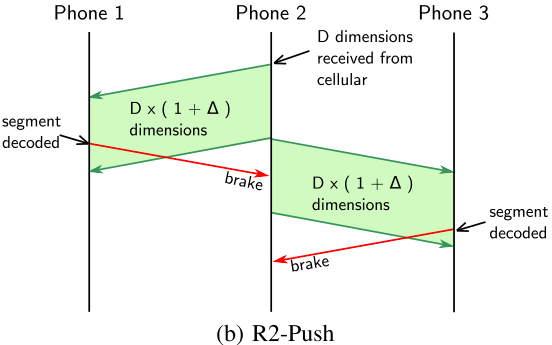 Phone 1 Phone 2 Phone 3
D dimensions
received from
cellular
D x ( 1 + Δ )
dimensions
segment
decoded
brake
D x ( 1 + Δ )
dimensions
segment
decoded
brake
(b) R2-Push